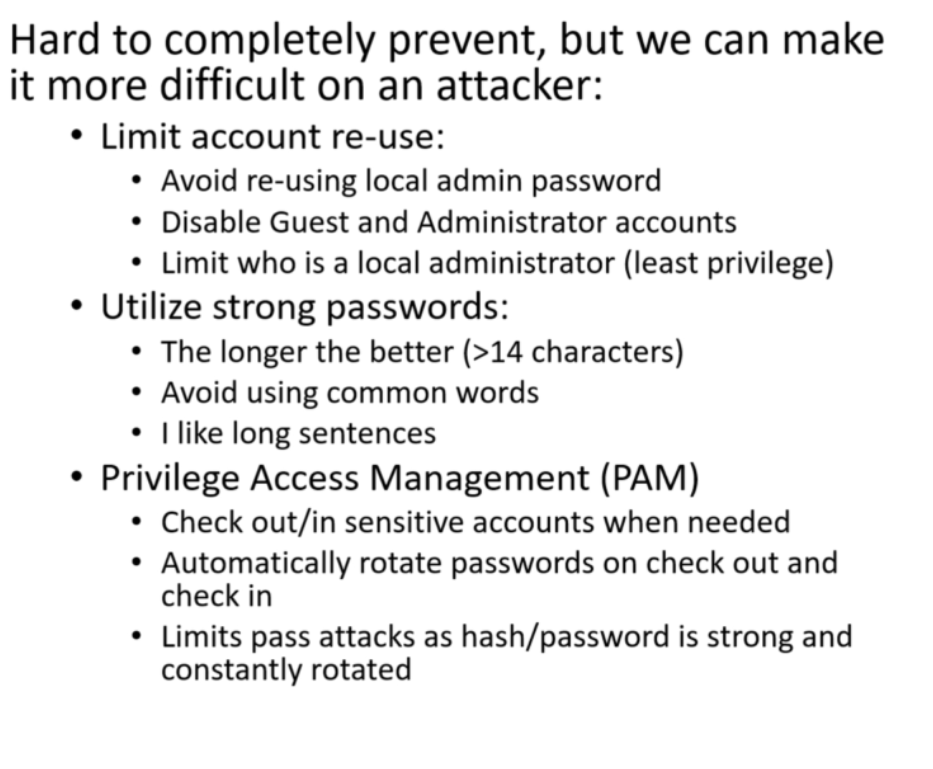 Hard to completely prevent, but we can make
it more difficult on an attacker:
• Limit account re-use:
• Avoid re-using local admin password
• Disable Guest and Administrator accounts
• Limit who is a local administrator (least privilege)
• Utilize strong passwords:
• The longer the better (>14 characters)
• Avoid using common words
• I like long sentences
• Privilege Access Management (PAM)
• Check out/in sensitive accounts when needed
• Automatically rotate passwords on check out and
check in
• Limits pass attacks as hash/password is strong and
constantly rotated